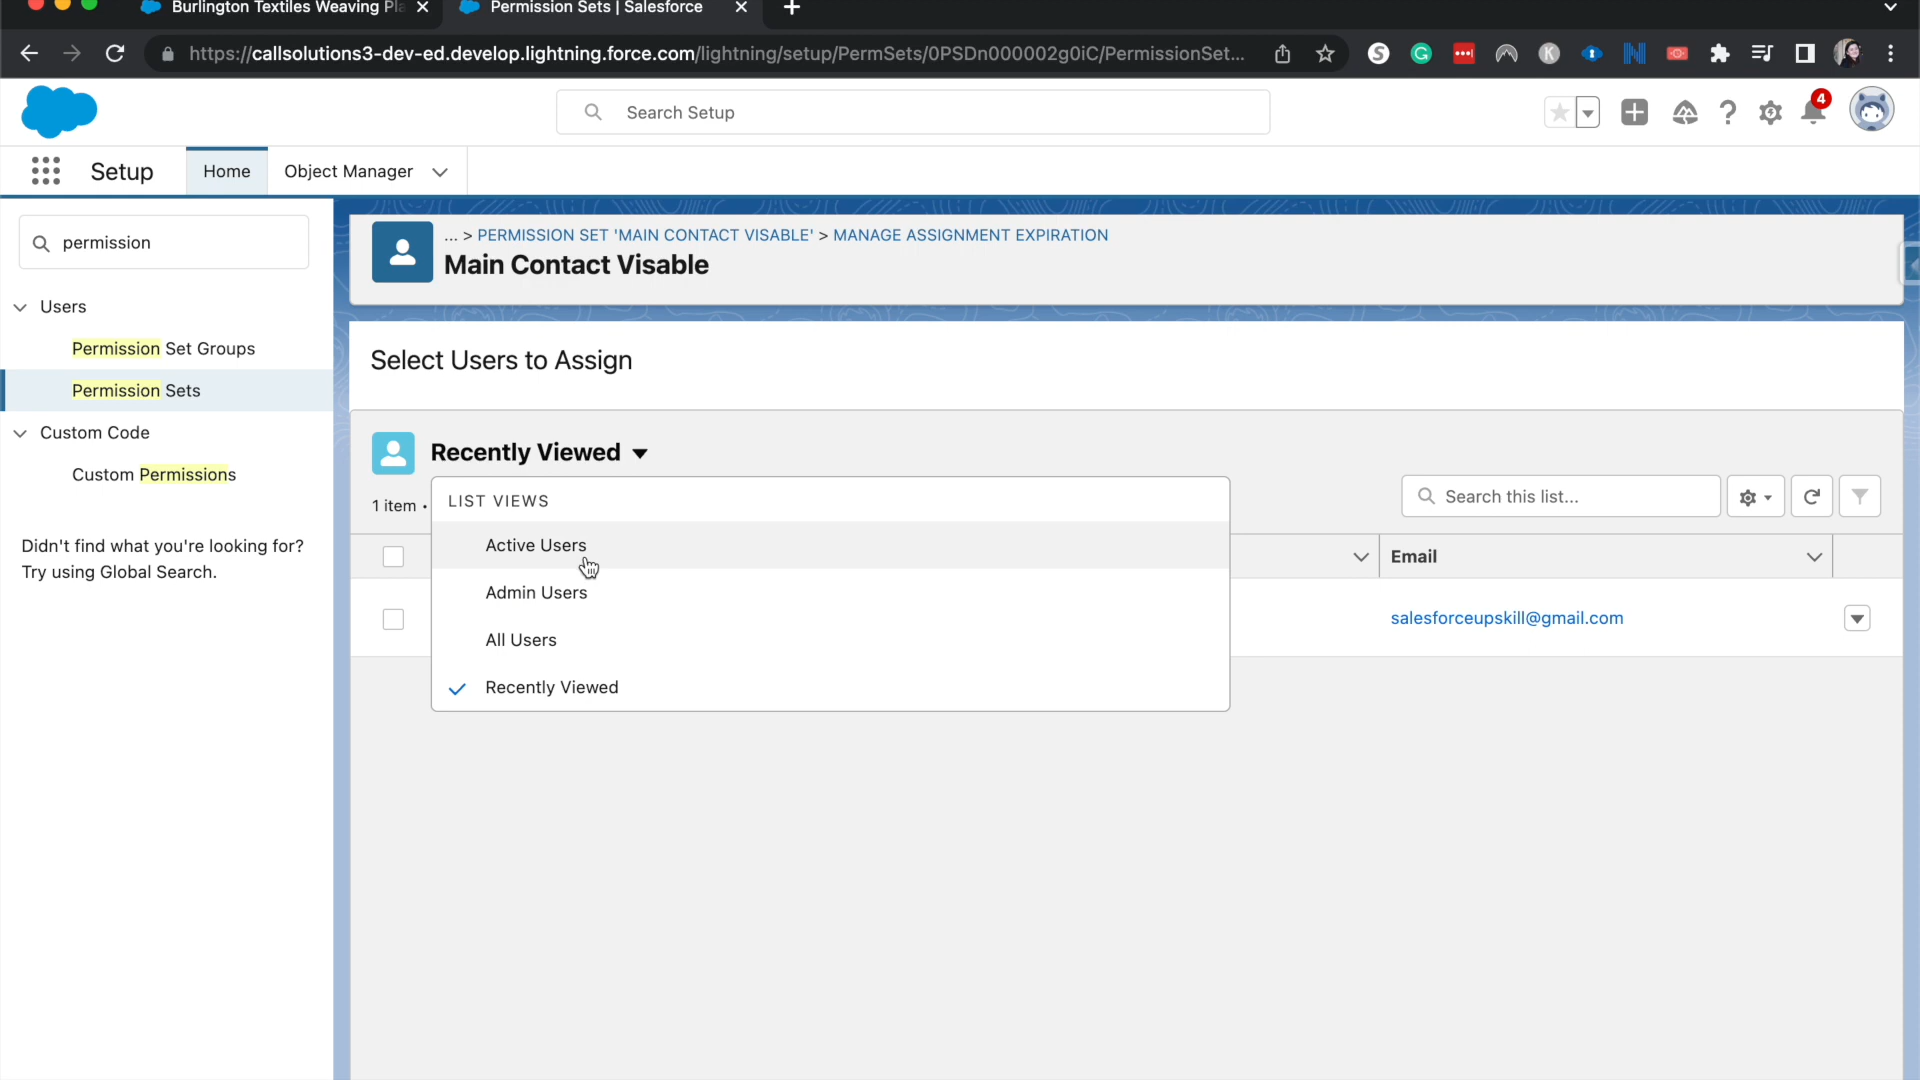 Burlington Textiles Weaving Pla
Permission Sets | Salesforce
https://callsolutions3-dev-ed.develop.lightning.force.com/lightning/setup/PermSets/0PSDn000002g0iC/PermissionSet...
Search Setup
4
Setup
Home
Object Manager
permission
Users
Permission Set Groups
Permission Sets
Custom Code
Custom Permissions
Didn't find what you're looking for?
Try using Global Search.
... > PERMISSION SET 'MAIN CONTACT VISABLE' > MANAGE ASSIGNMENT EXPIRATION
Main Contact Visable
Select Users to Assign
Recently Viewed
1 item •
Search this list...
LIST VIEWS
Active Users
Admin Users
All Users
Recently Viewed
Email
salesforceupskill@gmail.com